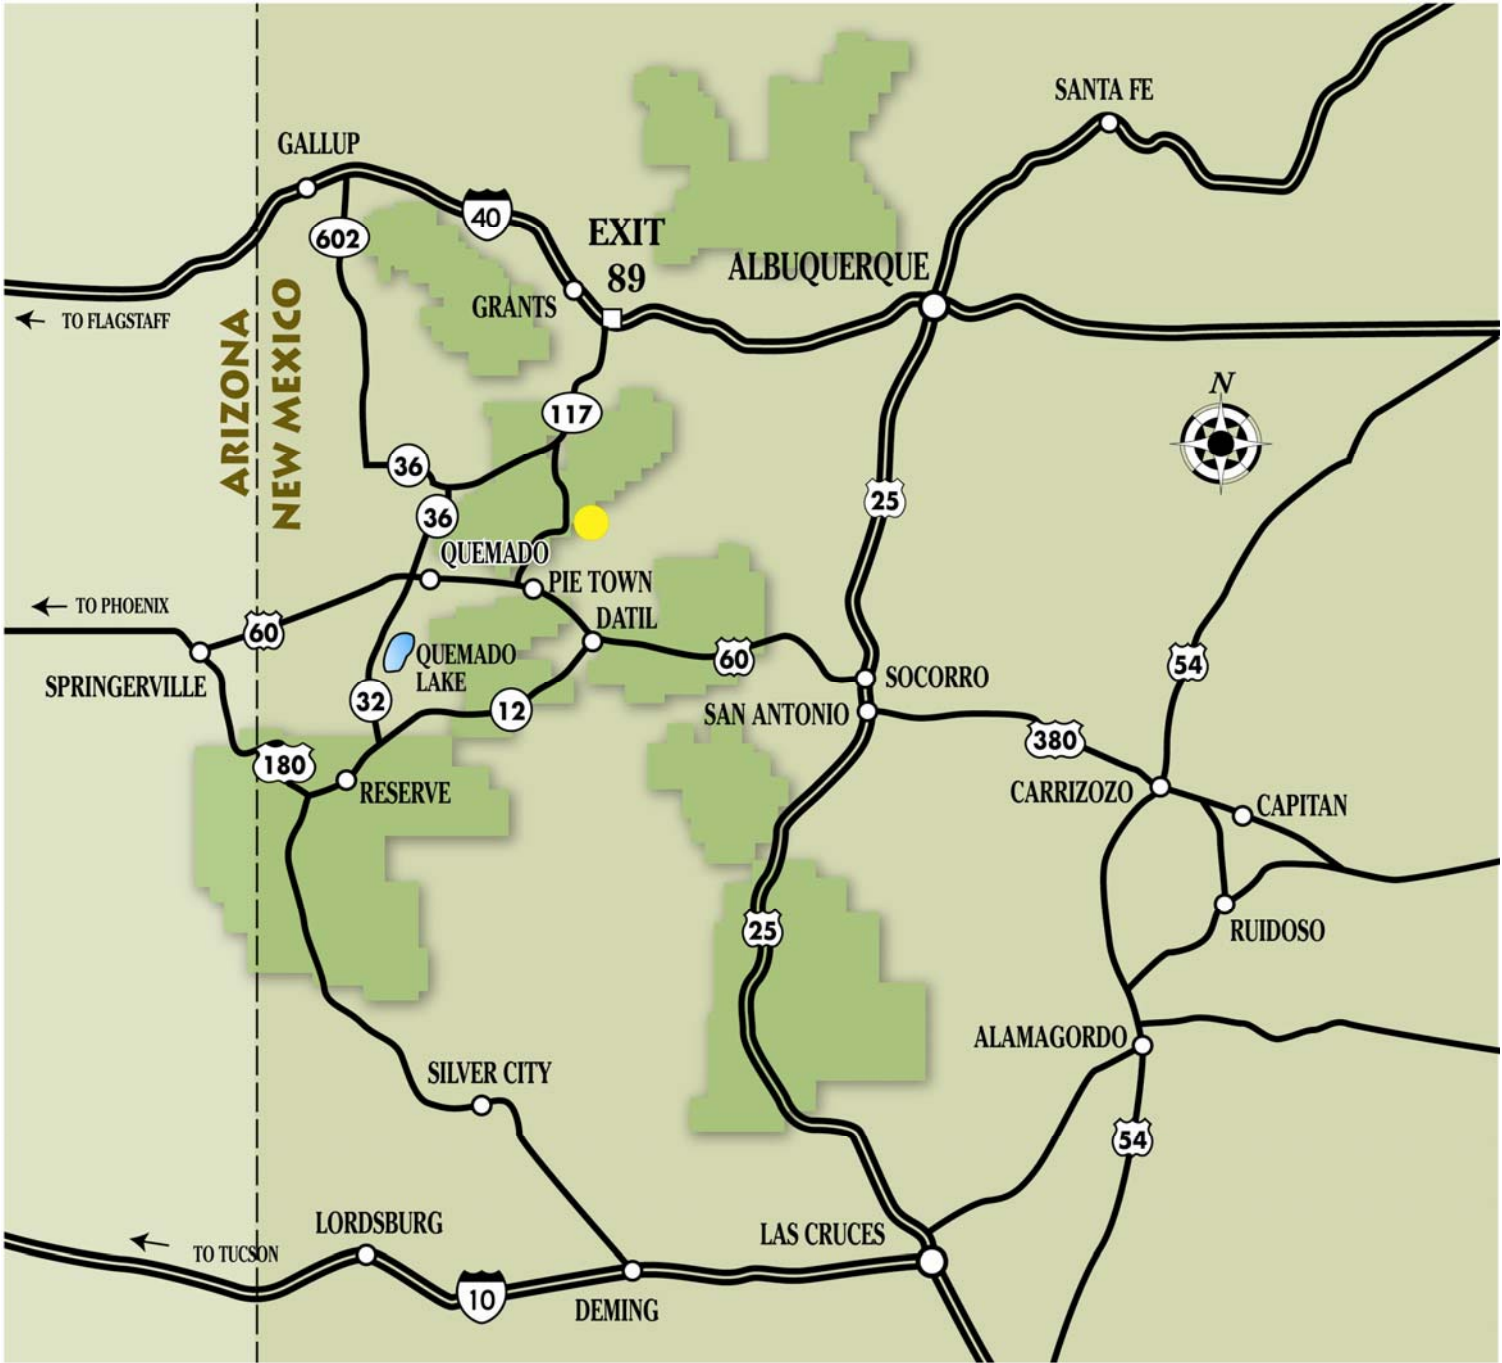 SANTA FE
GALLUP
40
602
EXIT
89
ALBUQUERQUE
GRANTS
TO FLAGSTAFF
ARIZONA
NEW MEXICO
N
117
36
25
36
QUEMADO
PIE TOWN
TO PHOENIX
DATIL
60
QUEMADO
LAKE
60
54
SPRINGERVILLE
SOCORRO
32
12
SAN ANTONIO
380
180
RESERVE
CARRIZOZO
CAPITAN
25
RUIDOSO
ALAMAGORDO
SILVER CITY
54
LORDSBURG
LAS CRUCES
TO TUCSON
10
DEMING